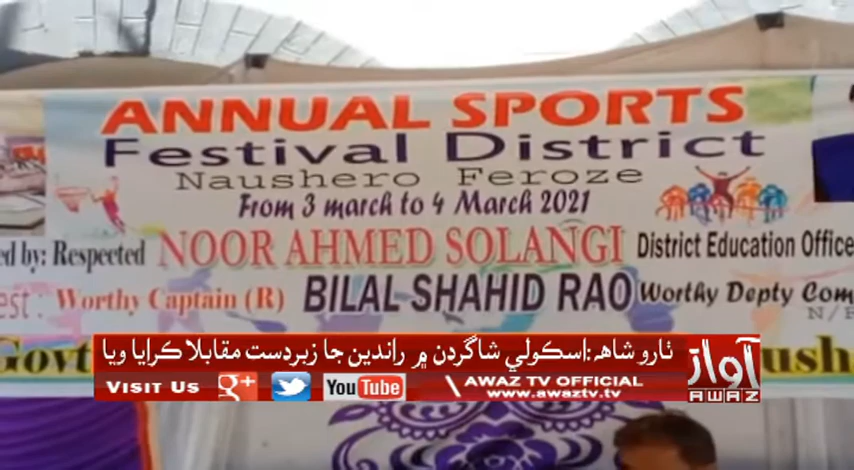 ANNUAL SPORTS
Festival District
Naushero Feroze
From 3 march to 4 March 2021
ed by: Respected NOOR AHMED SOLANGI District Education Office
est: Worthy Captain (R) BILAL SHAHID RAO Worthy Depty Com
N/F
Govt
ush
ٺارو شاھ: اسڪولي شاگردن ۾ راندين جا زبردست مقابلا ڪرايا ويا
آواز
AWAZ
VISIT US g+ You Tube \ AWAZ TV OFFICIAL
www.awaztv.tv